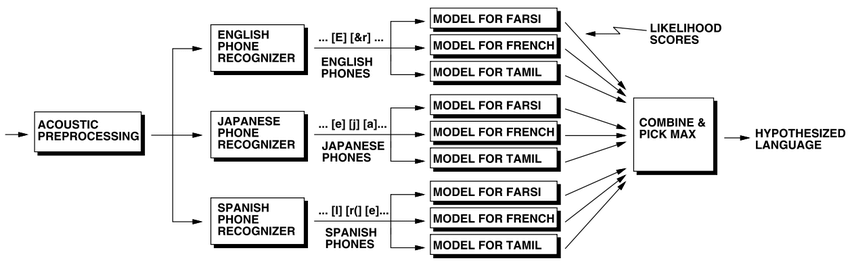 ACOUSTIC
PREPROCESSING
ENGLISH
PHONE
RECOGNIZER
... [E] [&r] ...
ENGLISH
PHONES
MODEL FOR FARSI
MODEL FOR FRENCH
MODEL FOR TAMIL
LIKELIHOOD
SCORES
JAPANESE
PHONE
RECOGNIZER
... [e] [j] [a]...
JAPANESE
PHONES
MODEL FOR FARSI
MODEL FOR FRENCH
MODEL FOR TAMIL
SPANISH
PHONE
RECOGNIZER
... [l] [r(] [e]...
SPANISH
PHONES
MODEL FOR FARSI
MODEL FOR FRENCH
MODEL FOR TAMIL
COMBINE &
PICK MAX
HYPOTHESIZED
LANGUAGE